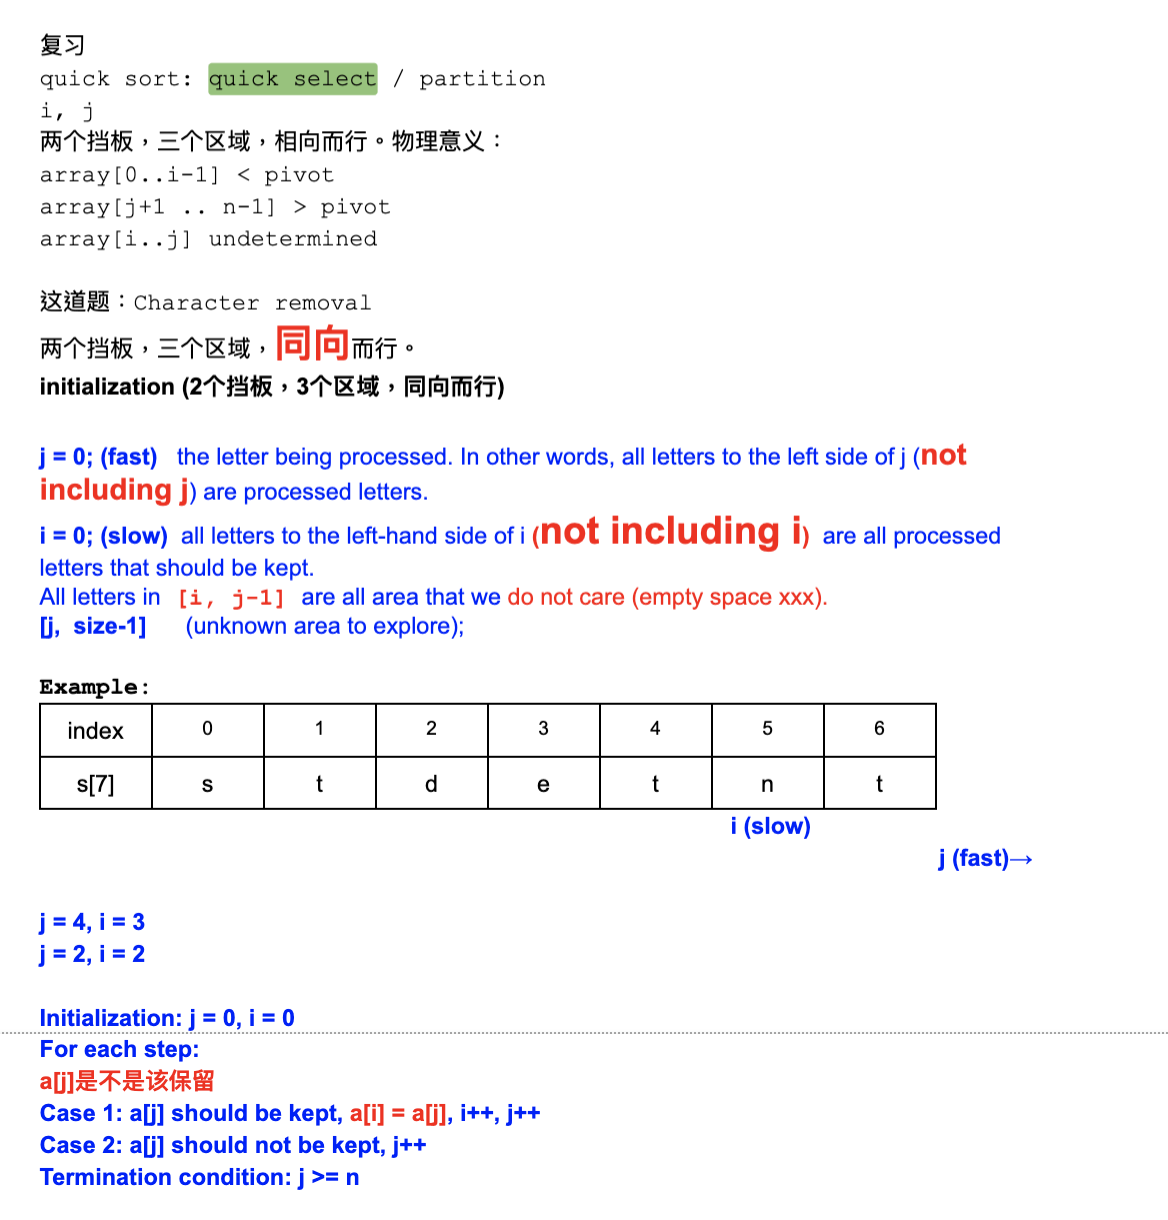 复习
quick sort: quick select / partition
i, j
两个挡板，三个区域，相向而行。物理意义：
array[0..i-1] < pivot
array[j+1 .. n-1] > pivot
array[i..j] undetermined
这道题：Character removal
两个挡板，三个区域，同向而行。
initialization (2个挡板，3个区域，同向而行)
j = 0; (fast) the letter being processed. In other words, all letters to the left side of j (not
including j) are processed letters.
i = 0; (slow) all letters to the left-hand side of i (not including i) are all processed
letters that should be kept.
All letters in [i, j-1] are all area that we do not care (empty space xxx).
[j, size-1] (unknown area to explore);
Example:
index 0 1 2 3 4 5 6
s[7] s t d e t n t
i (slow)
j (fast)→
j = 4, i = 3
j = 2, i = 2
Initialization: j = 0, i = 0
For each step:
a[j]是不是该保留
Case 1: a[j] should be kept, a[i] = a[j], i++, j++
Case 2: a[j] should not be kept, j++
Termination condition: j >= n